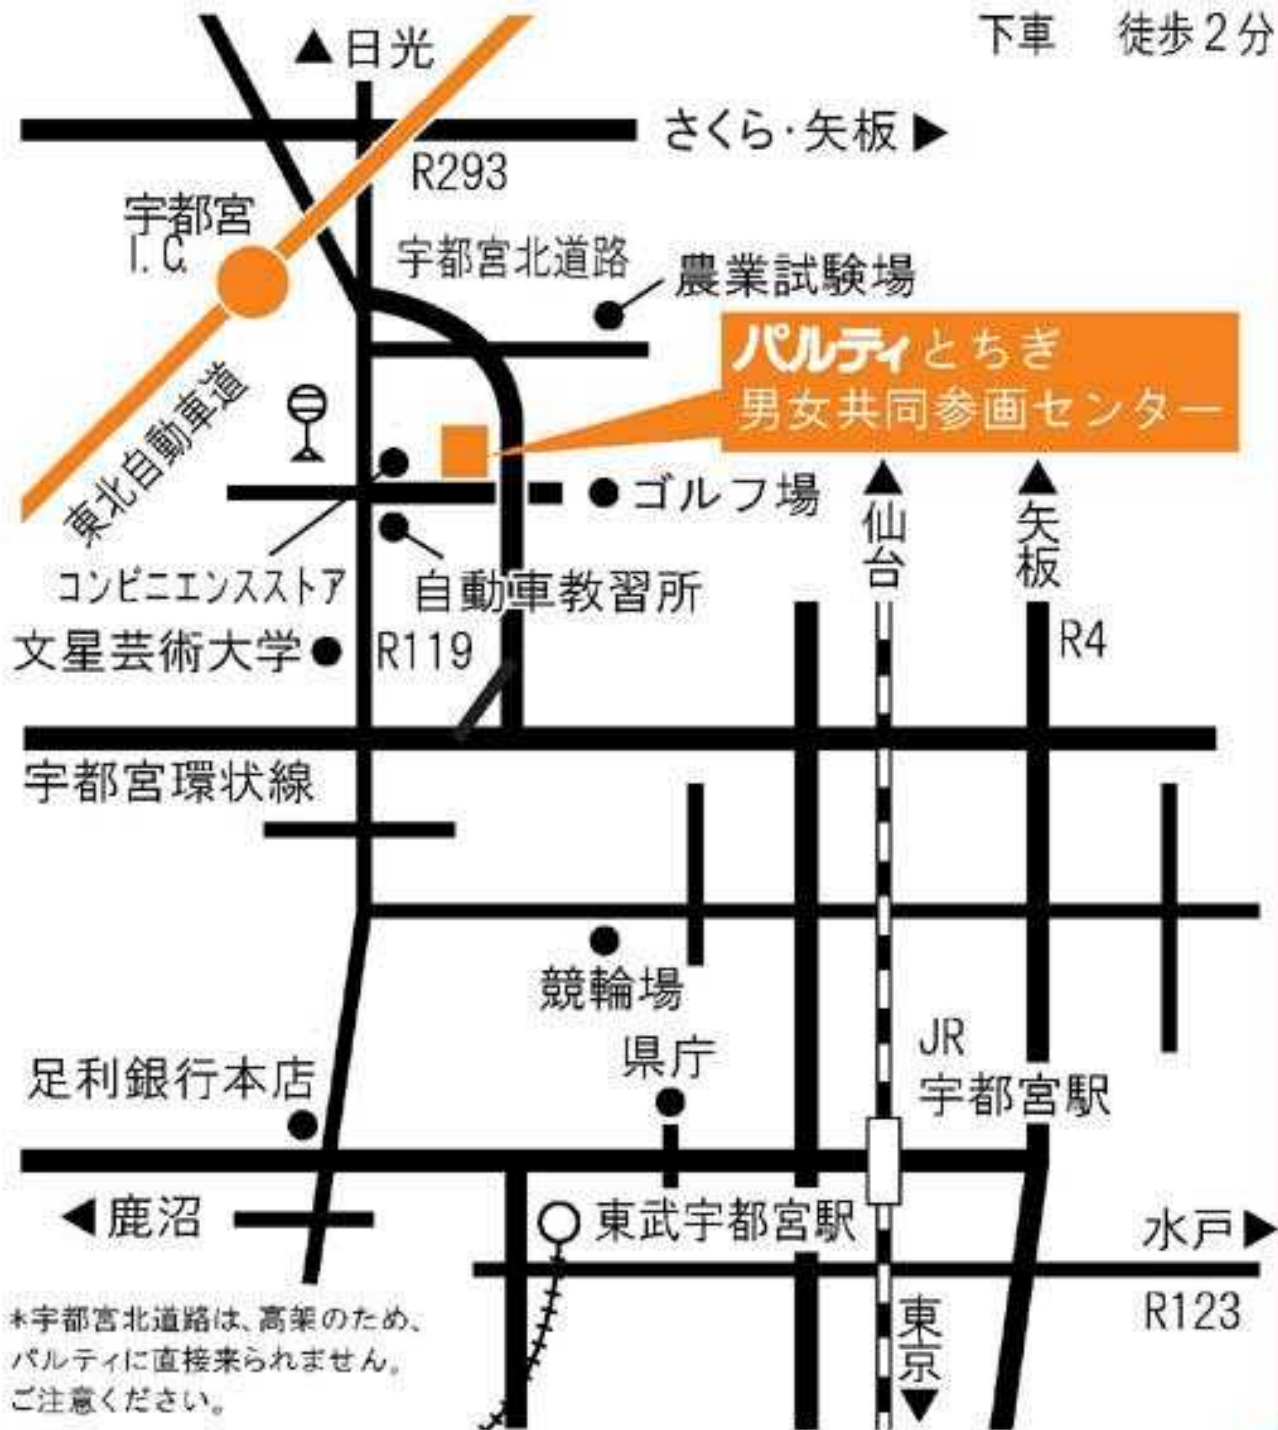 下車 徒歩2分
▲日光
さくら・矢板▶
R293
宇都宮
I.C.
宇都宮北道路
農業試験場
パルティとちぎ
男女共同参画センター
東北自動車道
ゴルフ場
▲仙台
▲矢板
コンビニエンスストア
自動車教習所
文星芸術大学
R119
R4
宇都宮環状線
競輪場
県庁
JR
宇都宮駅
足利銀行本店
◀鹿沼
東武宇都宮駅
水戸▶
R123
東京▼
*宇都宮北道路は、高架のため、
パルティに直接来られません。
ご注意ください。